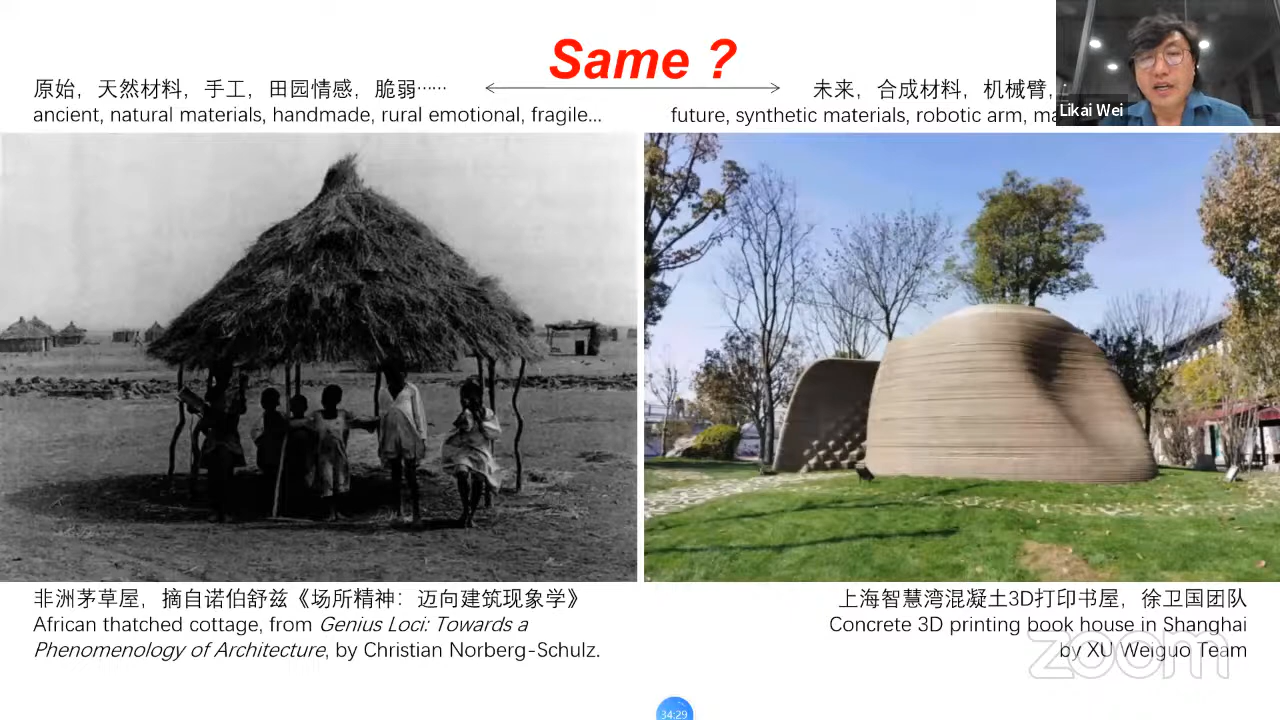 Same ?
原始，天然材料，手工，田园情感，脆弱······
ancient, natural materials, handmade, rural emotional, fragile...
未来，合成材料，机械臂，
future, synthetic materials, robotic arm,
Likai Wei
非洲茅草屋，摘自诺伯舒兹《场所精神：迈向建筑现象学》
African thatched cottage, from Genius Loci: Towards a
Phenomenology of Architecture, by Christian Norberg-Schulz.
上海智慧湾混凝土3D打印书屋，徐卫国团队
Concrete 3D printing book house in Shanghai
by XU Weiguo Team
zoom
34:29